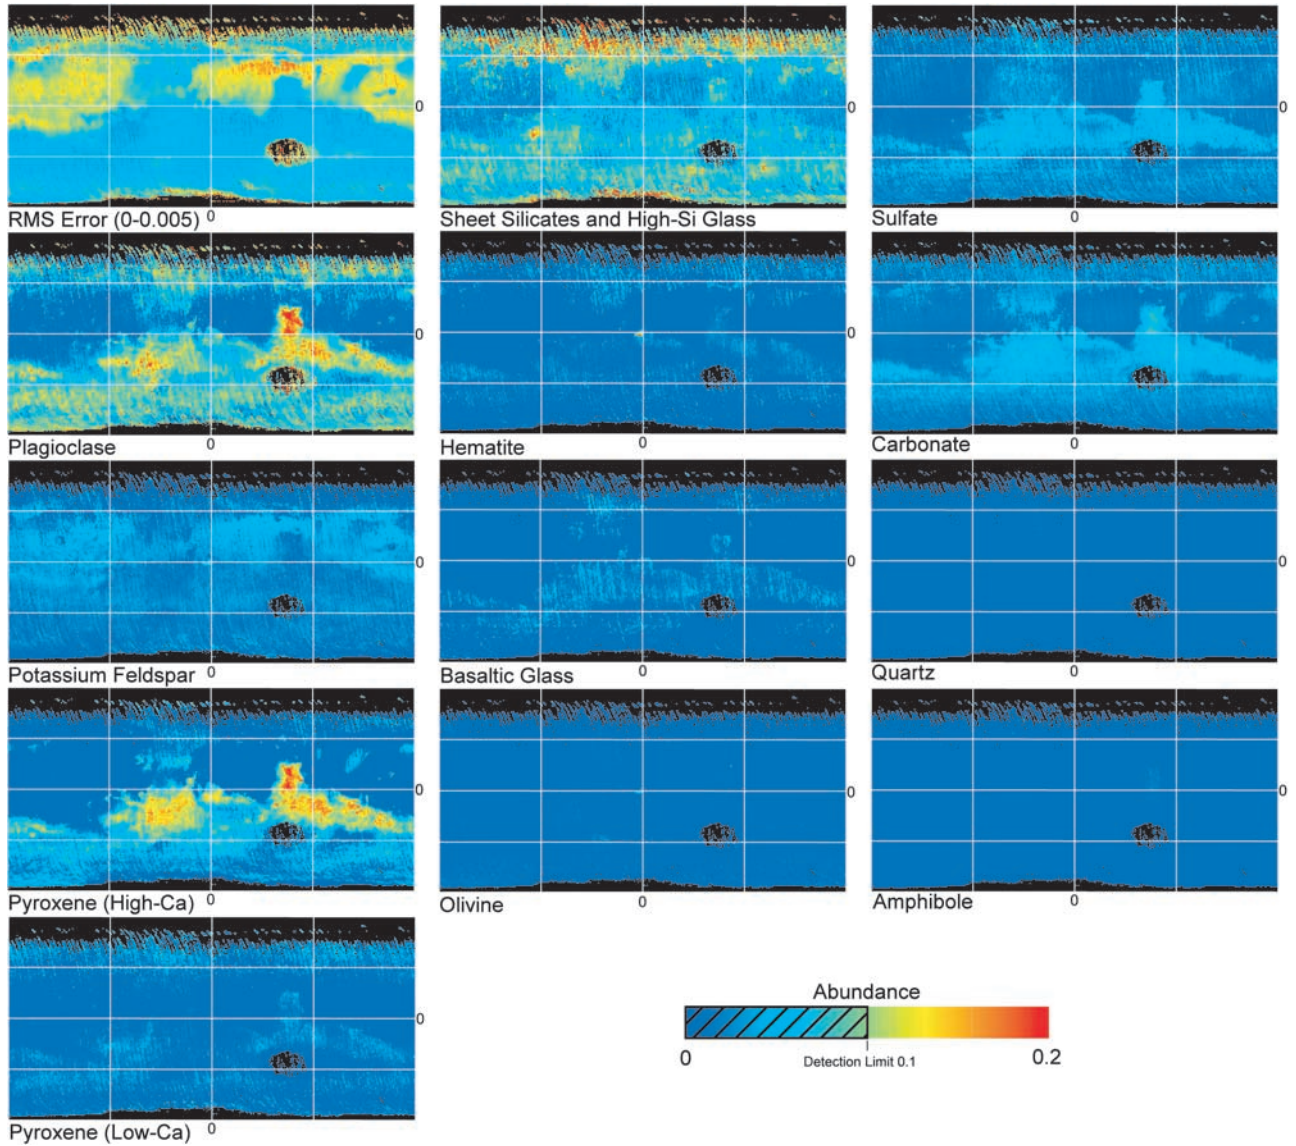 0
0
0
RMS Error (0-0.005)
0
Sheet Silicates and High-Si Glass
Sulfate
0
0
0
0
Plagioclase
0
Hematite
0
Carbonate
0
0
0
Potassium Feldspar
0
Basaltic Glass
0
Quartz
0
0
0
0
Pyroxene (High-Ca)
0
Olivine
0
Amphibole
0
0
Pyroxene (Low-Ca)
0
Abundance
0
Detection Limit 0.1
0.2